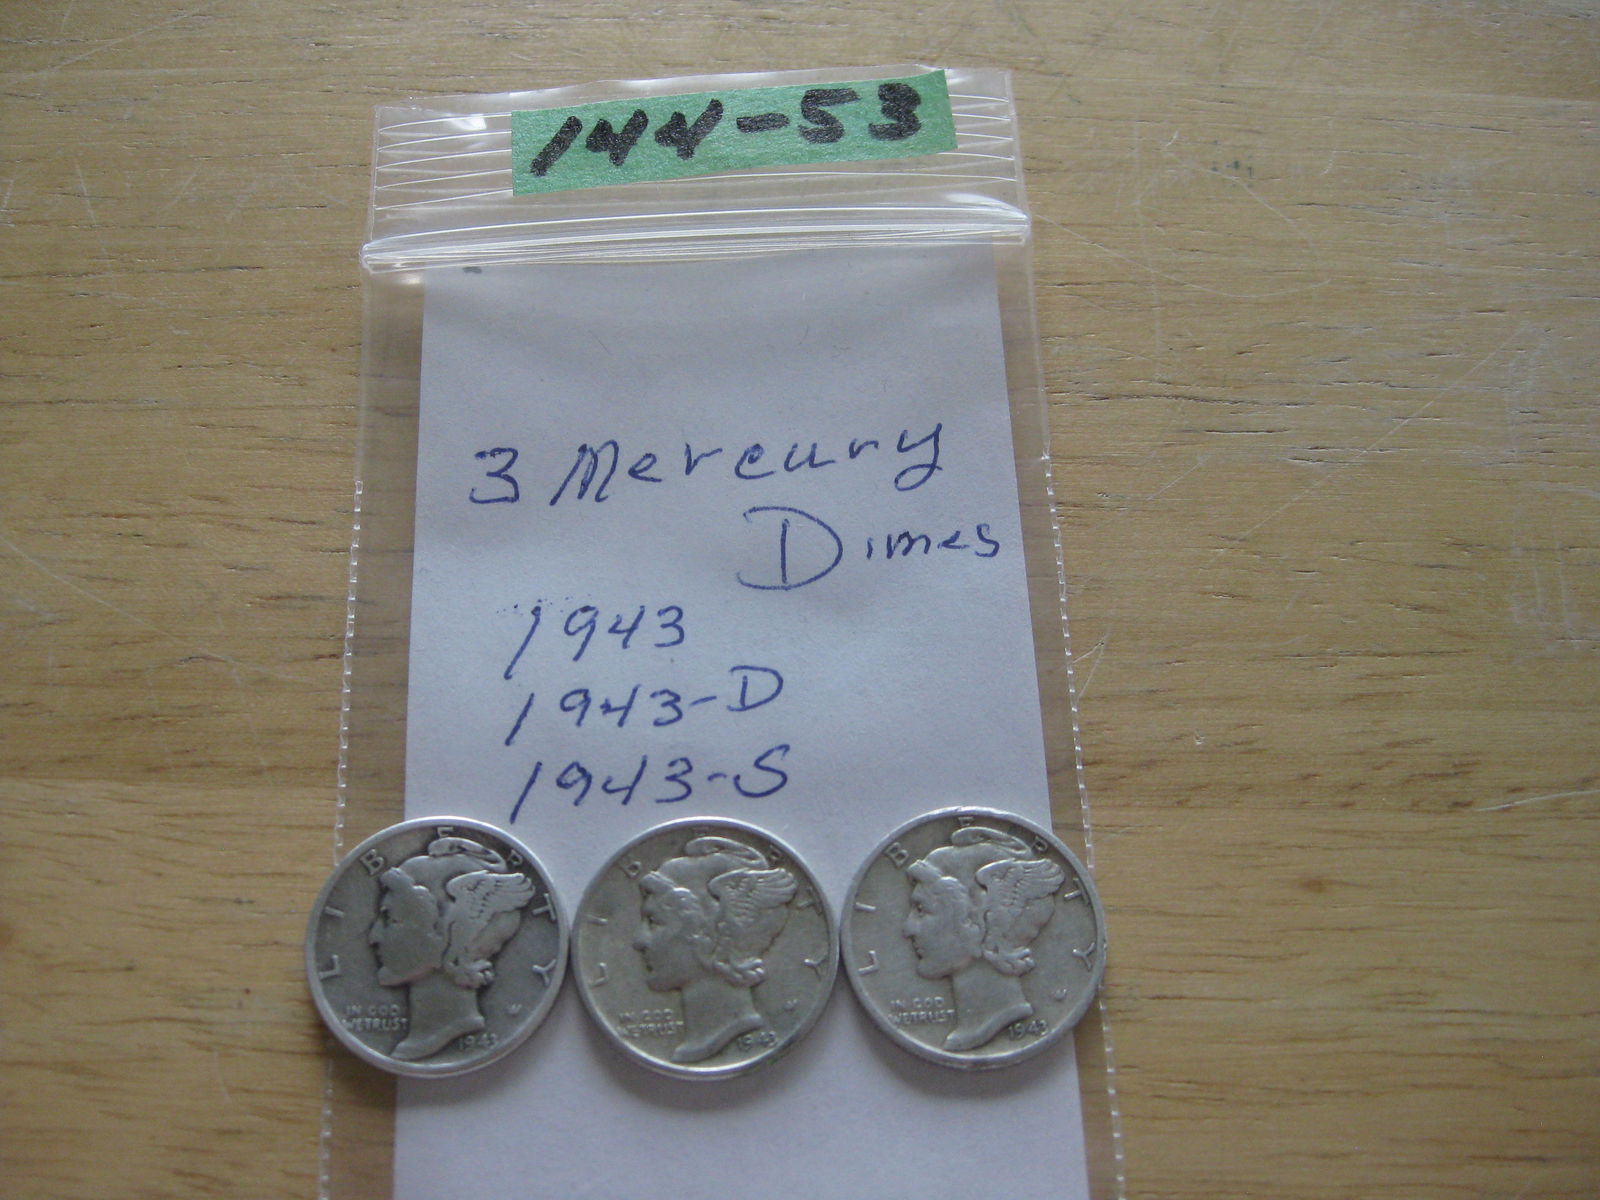 144-53
3 Mercury
Dimes
1943
1943-D
1943-S
LIBERTY
IN GOD
WE TRUST
1943
LIBERTY
IN GOD
WE TRUST
1943
LIBERTY
IN GOD
WE TRUST
1943